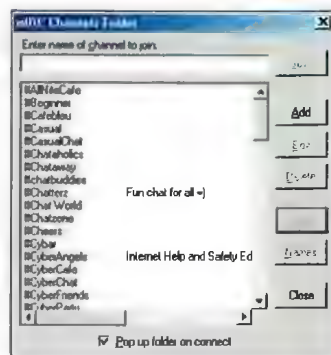 mIRC Channels Folder
Enter name of channel to join:
Add
#AllNiteCafe
#Beginner
#Cafebleu
#Casual
#CasualChat
#Chataholics
#Chataway
#Chatbuddies
#Chatterz Fun chat for all =)
#Chat World
#Chatzone
#Cheers
#Cybar
#CyberAngels Internet Help and Safety Ed
#CyberCafe
#CyberChat
#CyberFriends
Names
Close
Pop up folder on connect